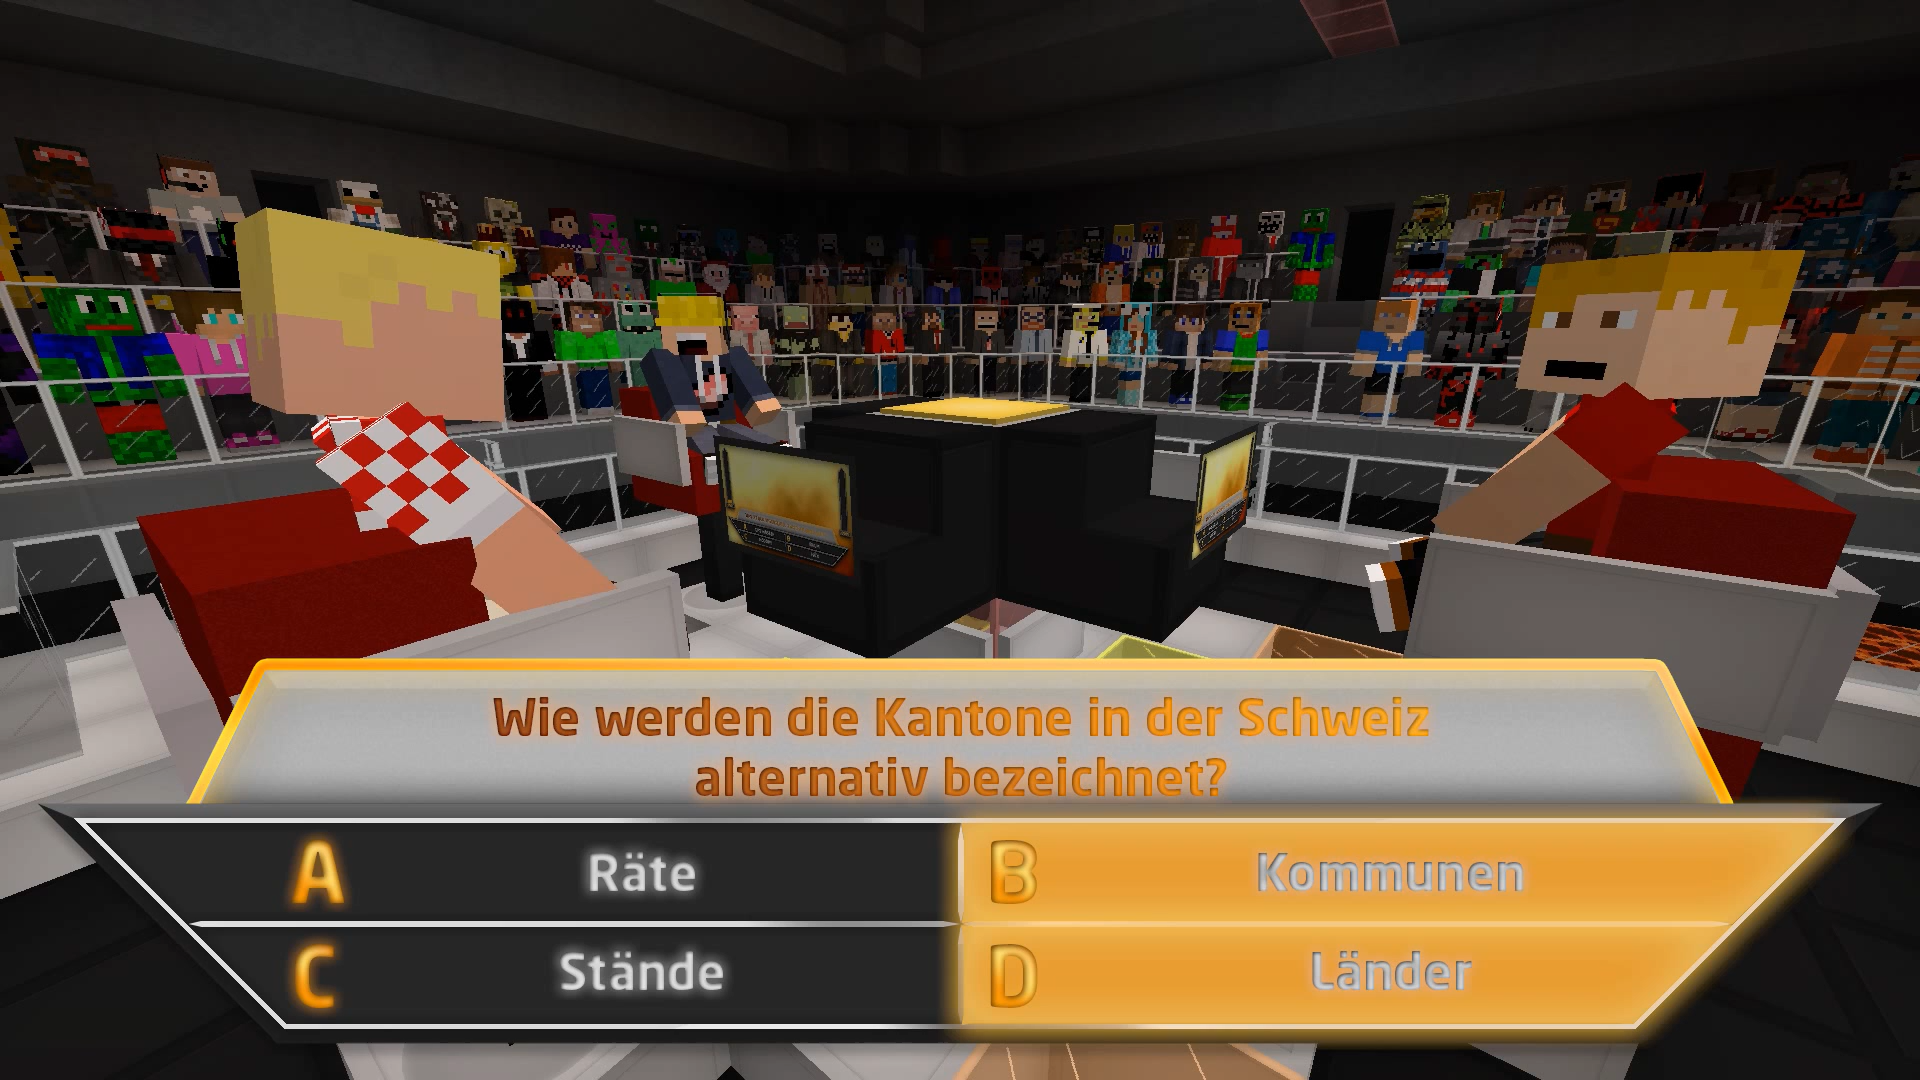 Wie werden die Kantone in der Schweiz
alternativ bezeichnet?
A Räte
B Kommunen
C Stände
D Länder